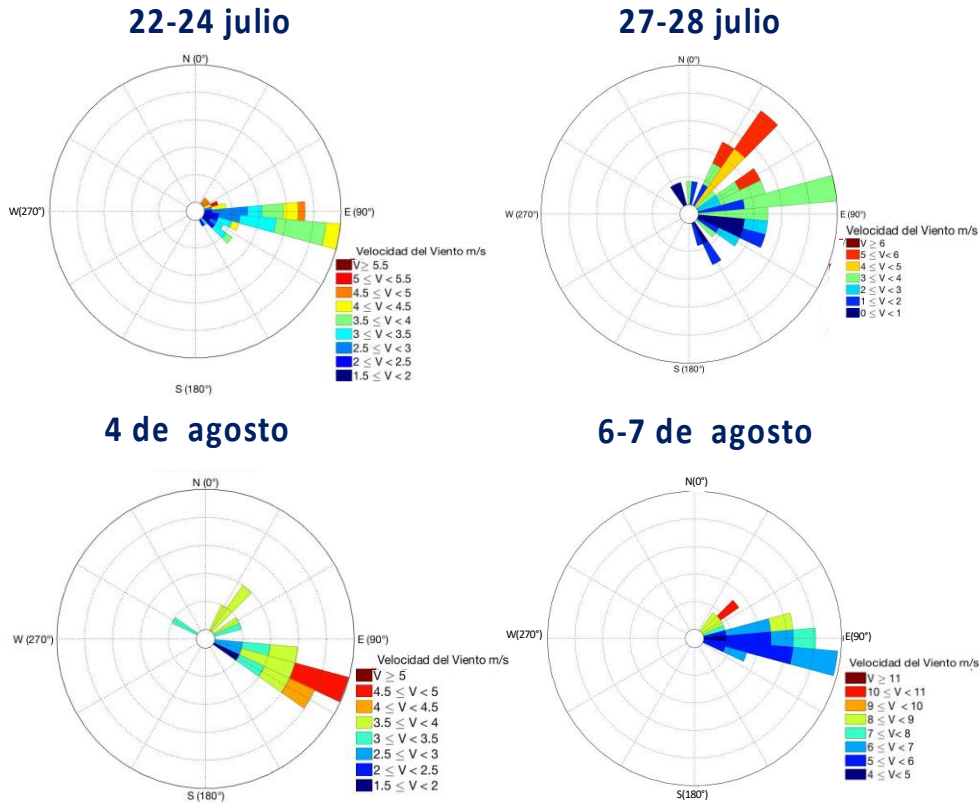 22-24 julio
N (0°)
W(270°)
E (90°)
S (180°)
Velocidad del Viento m/s
V ≥ 5.5
5 ≤ V < 5.5
4.5 ≤ V < 5
4 ≤ V < 4.5
3.5 ≤ V < 4
3 ≤ V < 3.5
2.5 ≤ V < 3
2 ≤ V < 2.5
1.5 ≤ V < 2
27-28 julio
N (0°)
W (270°)
E (90°)
S (180°)
Velocidad del Viento m/s
V ≥ 6
5 ≤ V < 6
4 ≤ V < 5
3 ≤ V < 4
2 ≤ V < 3
1 ≤ V < 2
0 ≤ V < 1
4 de agosto
N (0°)
W (270°)
E (90°)
S (180°)
Velocidad del Viento m/s
V ≥ 5
4.5 ≤ V < 5
4 ≤ V < 4.5
3.5 ≤ V < 4
3 ≤ V < 3.5
2.5 ≤ V < 3
2 ≤ V < 2.5
1.5 ≤ V < 2
6-7 de agosto
N(0°)
W(270°)
E(90°)
S(180°)
Velocidad del Viento m/s
V ≥ 11
10 ≤ V < 11
9 ≤ V < 10
8 ≤ V < 9
7 ≤ V < 8
6 ≤ V < 7
5 ≤ V < 6
4 ≤ V < 5